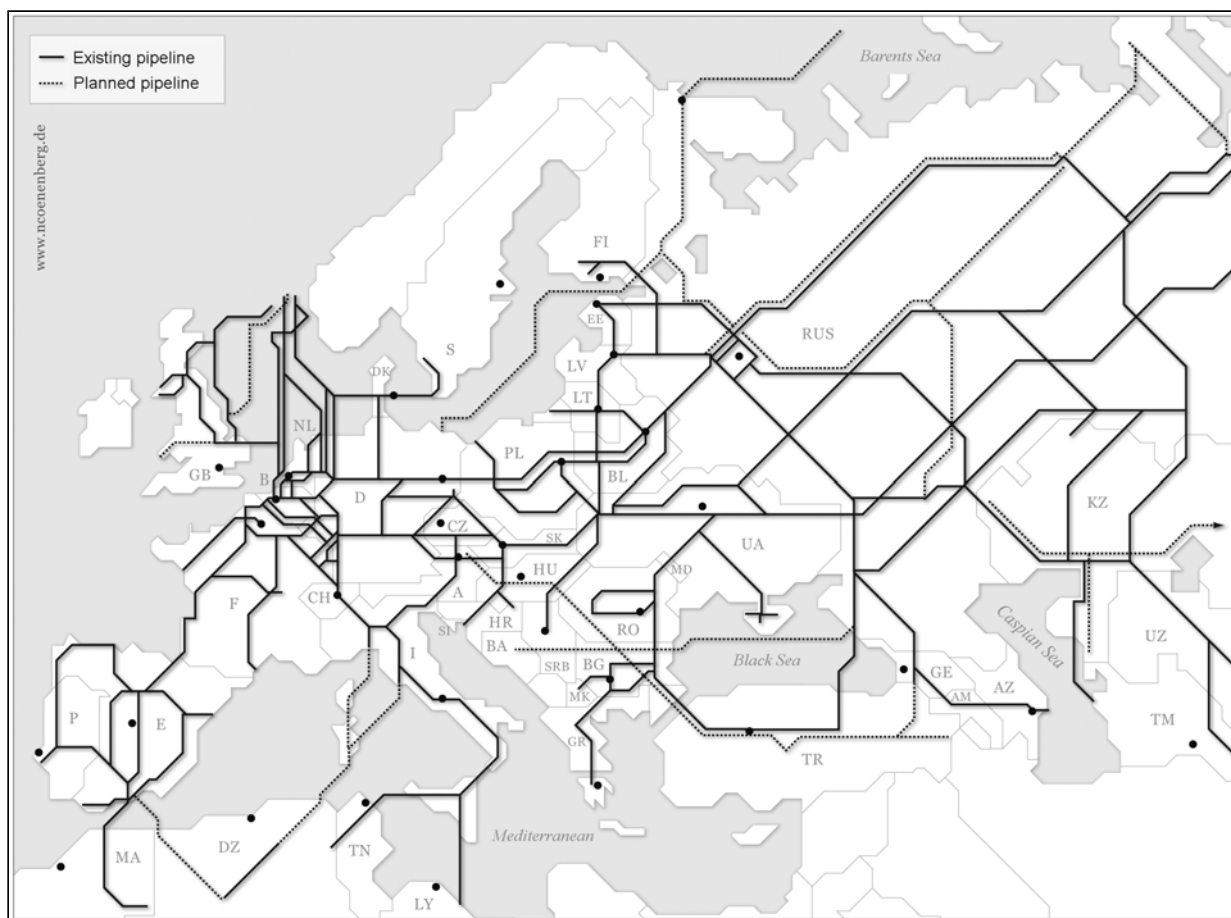 Existing pipeline
Planned pipeline
www.ncoenenberg.de
Barents Sea
FI
RUS
EE
S
LV
DK
LT
NL
PL
GB
B
D
BL
KZ
CZ
SK
UA
HU
MD
CH
A
F
HR
RO
SI
BA
I
Black Sea
Caspian Sea
UZ
SRB
BG
GE
AZ
MK
AM
P
E
GR
TM
TR
Mediterranean
DZ
TN
MA
LY